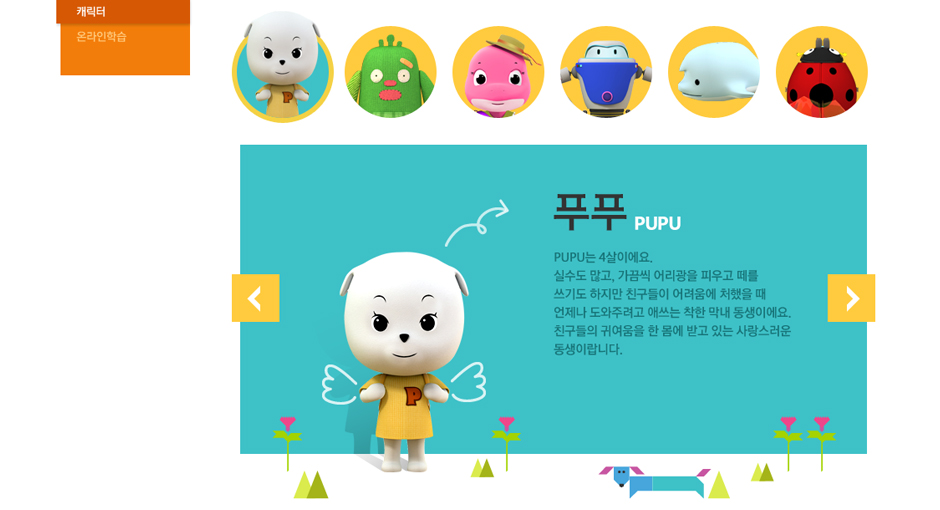 캐릭터
온라인학습
P
푸푸 PUPU
PUPU는 4살이에요.
실수도 많고, 가끔씩 어리광을 피우고 떼를
쓰기도 하지만 친구들이 어려움에 처했을 때
언제나 도와주려고 애쓰는 착한 막내 동생이에요.
친구들의 귀여움을 한 몸에 받고 있는 사랑스러운
동생이랍니다.
P